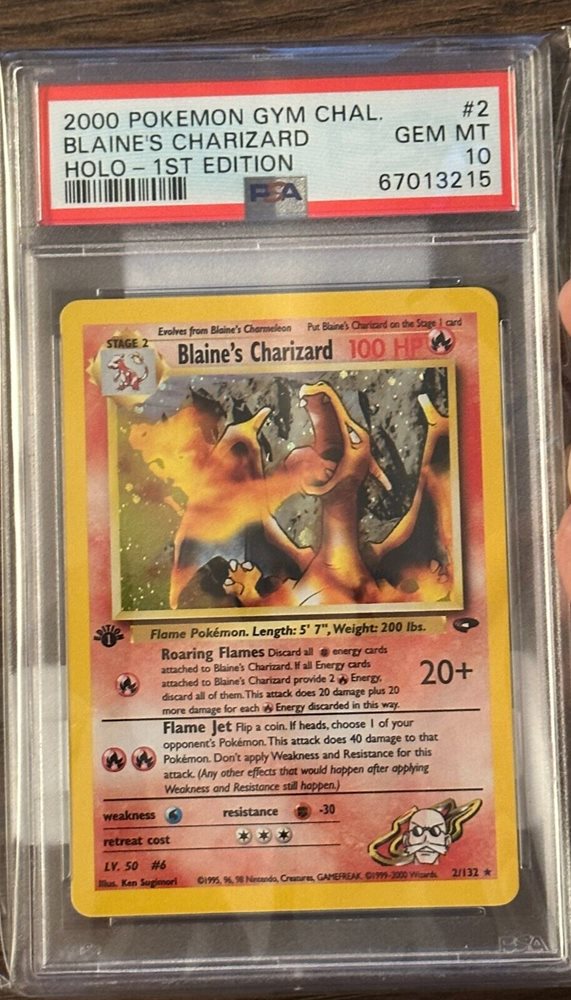 2000 POKEMON GYM CHAL. #2
BLAINE'S CHARIZARD GEM MT
HOLO - 1ST EDITION 10
PSA 67013215
Evolves from Blaine's Charmeleon Put Blaine's Charizard on the Stage 1 card
STAGE 2 Blaine's Charizard 100 HP
EDITION 1
Flame Pokémon. Length: 5' 7", Weight: 200 lbs.
Roaring Flames Discard all energy cards
attached to Blaine's Charizard. If all Energy cards
attached to Blaine's Charizard provide 2 Energy,
discard all of them. This attack does 20 damage plus 20
more damage for each Energy discarded in this way.
20+
Flame Jet Flip a coin. If heads, choose 1 of your
opponent's Pokémon. This attack does 40 damage to that
Pokémon. Don't apply Weakness and Resistance for this
attack. (Any other effects that would happen after applying
Weakness and Resistance still happen.)
weakness resistance -30
retreat cost
LV. 50 #6
Illus. Ken Sugimori ©1995, 96, 98 Nintendo, Creatures, GAMEFREAK. ©1999-2000 Wizards. 2/132 ★
PSA